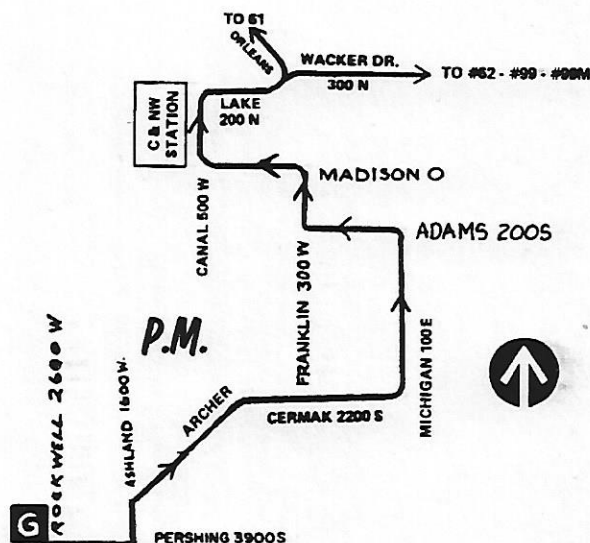 TO 61
ORLEANS
WACKER DR.
300 N
TO #62 - #99 - #99M
LAKE
200 N
C & NW
STATION
MADISON O
CANAL 500 W
ADAMS 200S
FRANKLIN 300 W
P.M.
MICHIGAN 100 E
ROCKWELL 2600 W
ASHLAND 1600 W.
ARCHER
CERMAK 2200 S
G
PERSHING 3900S